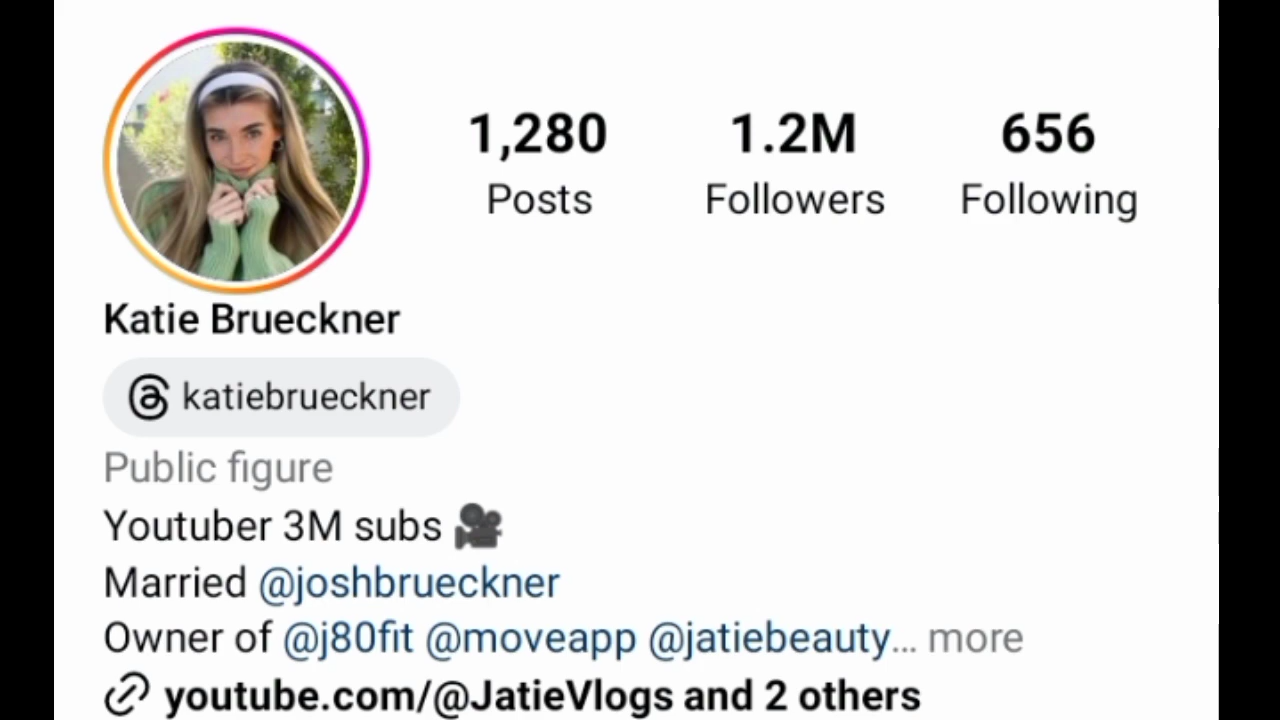 1,280 1.2M 656
Posts Followers Following
Katie Brueckner
katiebrueckner
Public figure
Youtuber 3M subs 🎥
Married @joshbrueckner
Owner of @j80fit @moveapp @jatiebeauty... more
youtube.com/@JatieVlogs and 2 others